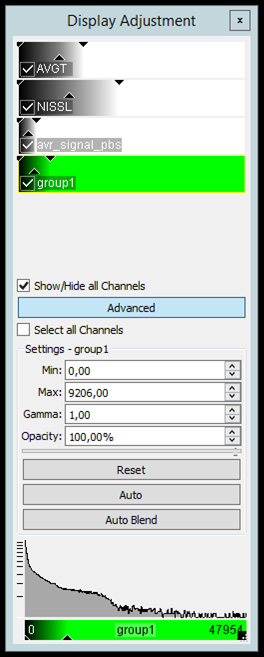 Display Adjustment
x
AVGT
NISSL
avr_signal_pbs
group1
Show/Hide all Channels
Advanced
Select all Channels
Settings - group1
Min: 0,00
Max: 9206,00
Gamma: 1,00
Opacity: 100,00%
Reset
Auto
Auto Blend
0 group1 47954